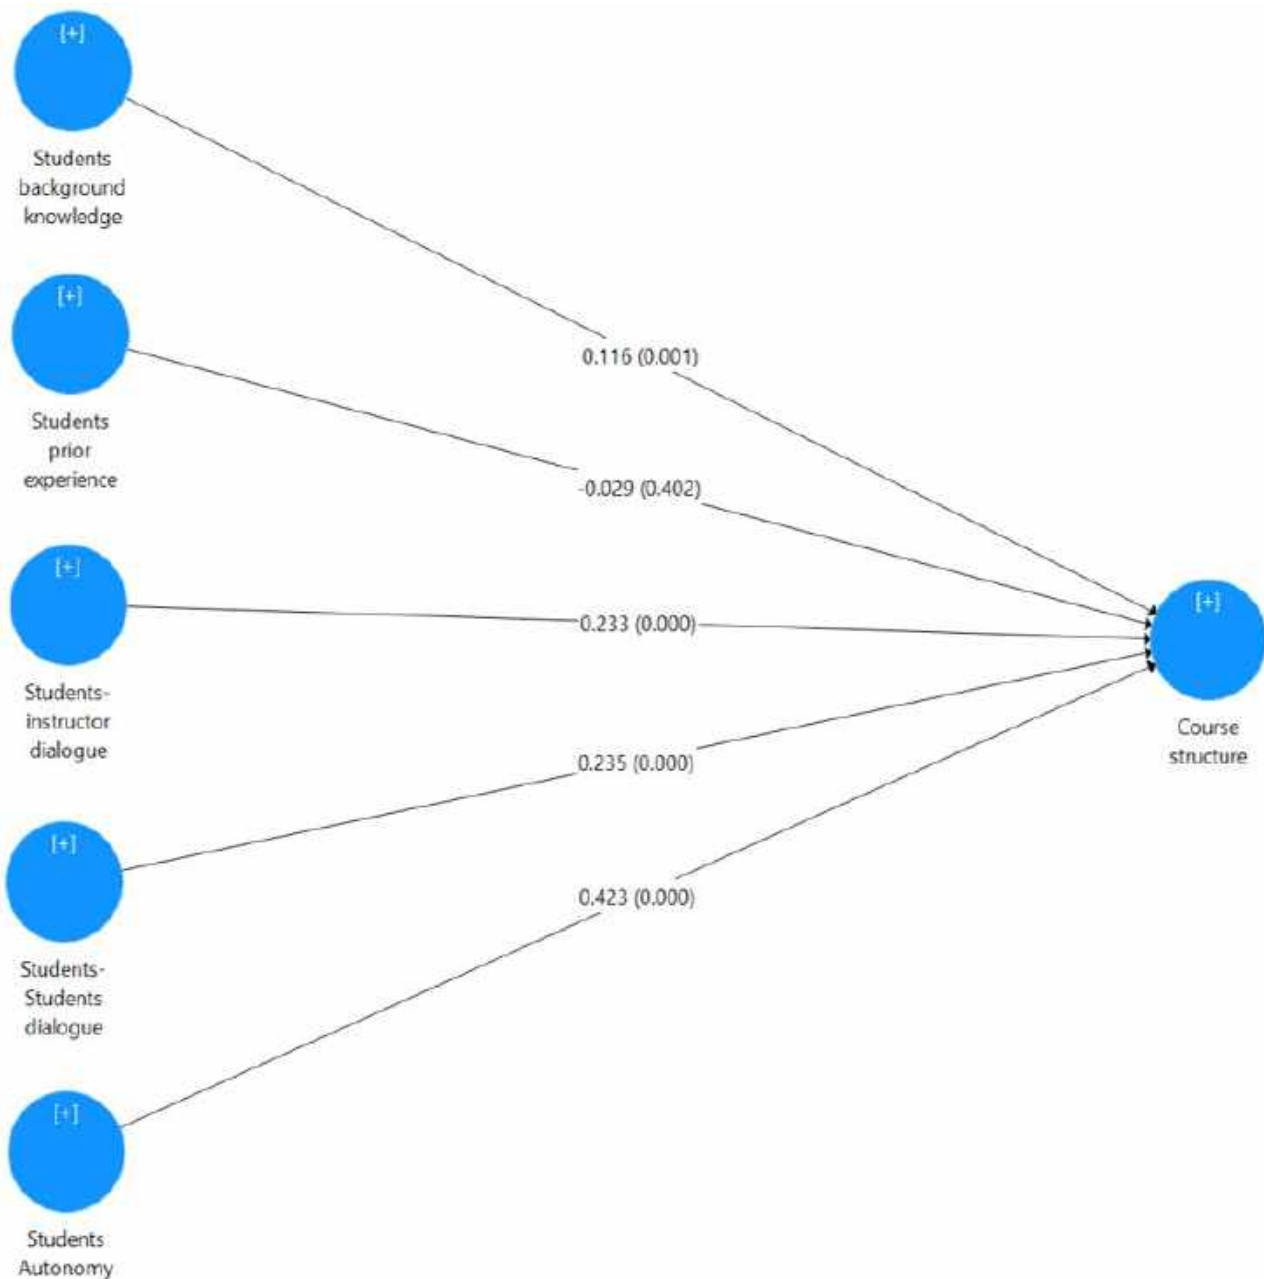 [+]
Students
background
knowledge
0.116 (0.001)
[+]
Students
prior
experience
-0.029 (0.402)
[+]
Students-
instructor
dialogue
0.233 (0.000)
[+]
Course
structure
[+]
Students-
Students
dialogue
0.235 (0.000)
[+]
Students
Autonomy
0.423 (0.000)